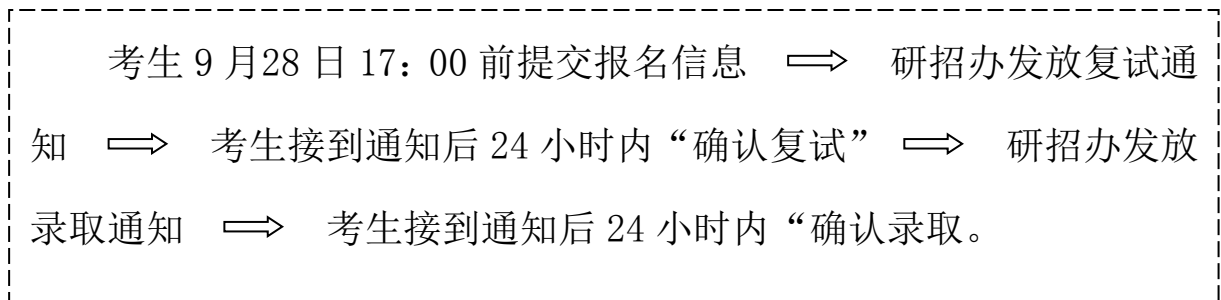 考生 9 月28 日 17：00 前提交报名信息 ⇨ 研招办发放复试通
知 ⇨ 考生接到通知后 24 小时内“确认复试” ⇨ 研招办发放
录取通知 ⇨ 考生接到通知后 24 小时内“确认录取。